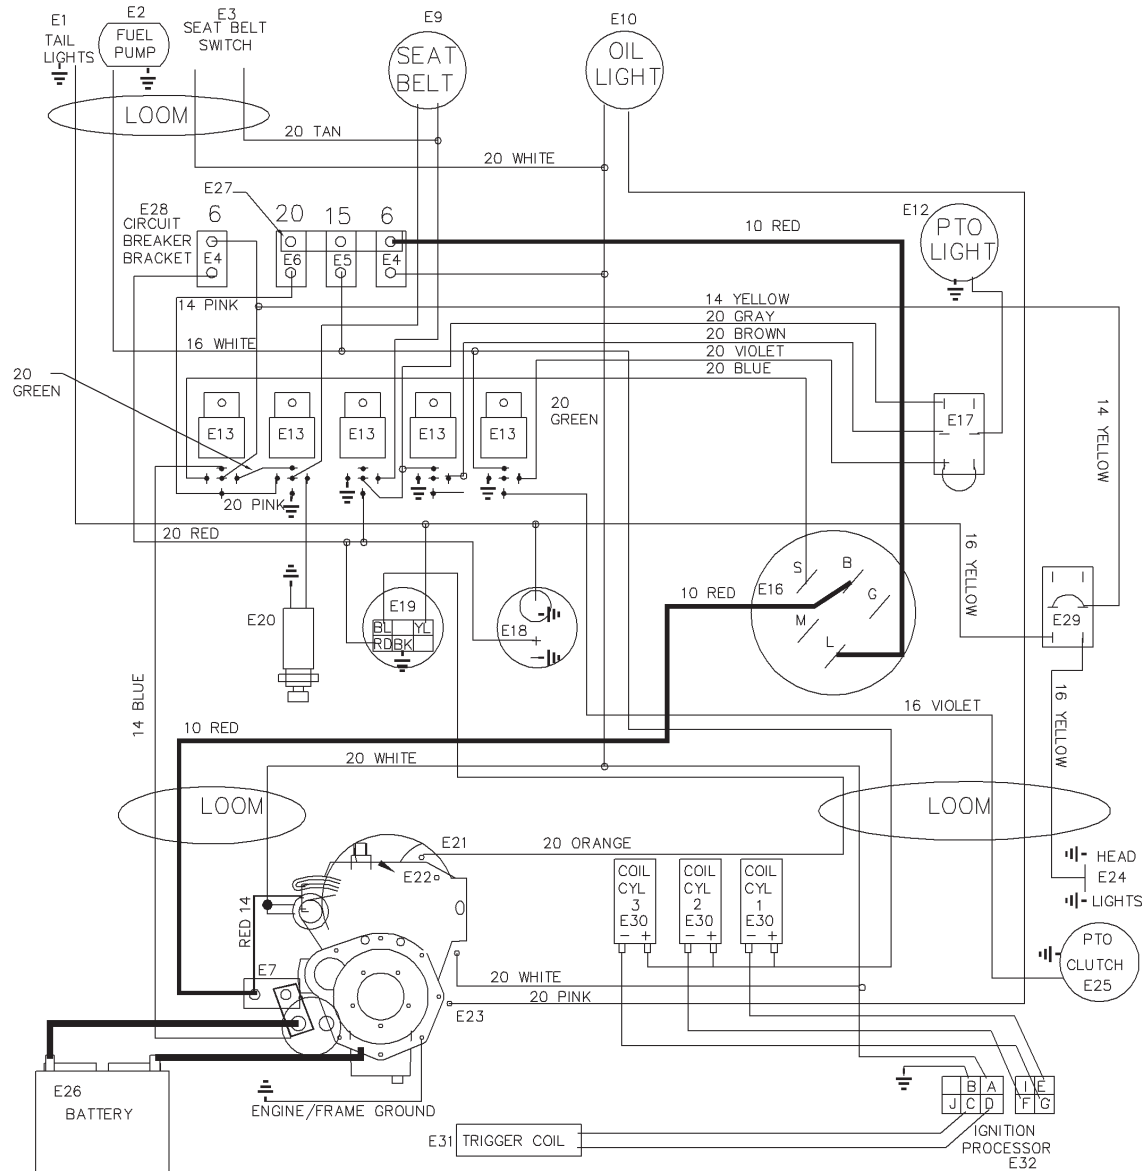 E1
TAIL
LIGHTS
E2
FUEL
PUMP
E3
SEAT BELT
SWITCH
E9
SEAT
BELT
E10
OIL
LIGHT
LOOM
20 TAN
20 WHITE
E27
E28
CIRCUIT
BREAKER
BRACKET
6
20
15
6
E4
E6
E5
E4
10 RED
E12
PTO
LIGHT
14 PINK
14 YELLOW
20 GRAY
20 BROWN
20 VIOLET
20 BLUE
16 WHITE
20
GREEN
E13
E13
E13
E13
E13
20
GREEN
E17
14 YELLOW
20 PINK
20 RED
16 YELLOW
S
B
E16
G
M
L
10 RED
E29
E20
E19
BL
YL
RD
BK
E18
14 BLUE
16 VIOLET
16 YELLOW
10 RED
20 WHITE
LOOM
LOOM
E21
20 ORANGE
E22
COIL
CYL
3
E30
- +
COIL
CYL
2
E30
- +
COIL
CYL
1
E30
- +
HEAD
E24
LIGHTS
RED 14
E7
PTO
CLUTCH
E25
20 WHITE
20 PINK
E23
E26
BATTERY
ENGINE/FRAME GROUND
B A
J C D
I E
F G
E31
TRIGGER COIL
IGNITION
PROCESSOR
E32